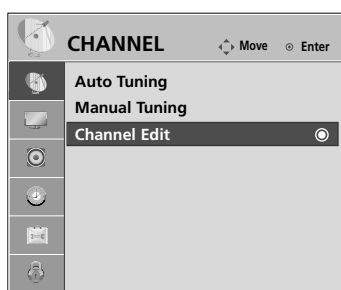 CHANNEL Move Enter
Auto Tuning
Manual Tuning
Channel Edit